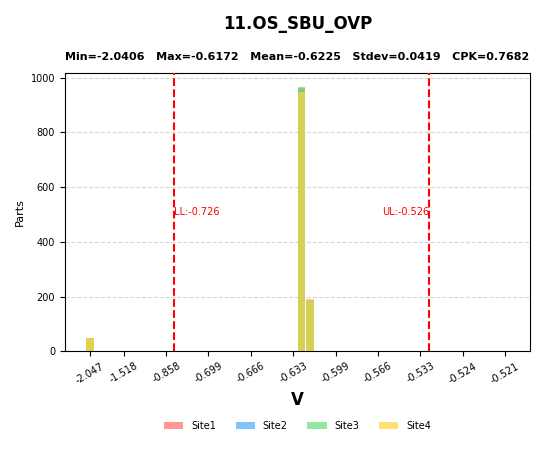 11.OS_SBU_OVP
Min=-2.0406 Max=-0.6172 Mean=-0.6225 Stdev=0.0419 CPK=0.7682
1000
800
600
400
200
0
Parts
LL:-0.726
UL:-0.526
-2.047
-1.518
-0.858
-0.699
-0.666
-0.633
-0.599
-0.566
-0.533
-0.524
-0.521
V
Site1 Site2 Site3 Site4